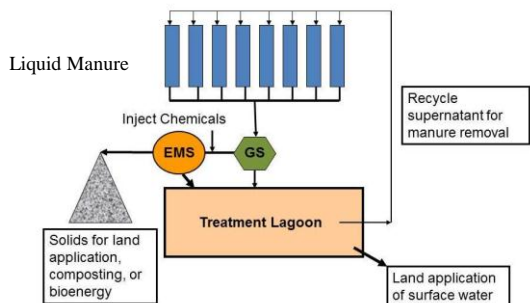 Liquid Manure
Recycle
supernatant for
manure removal
Inject Chemicals
EMS
GS
Treatment Lagoon
Solids for land
application,
composting, or
bioenergy
Land application
of surface water